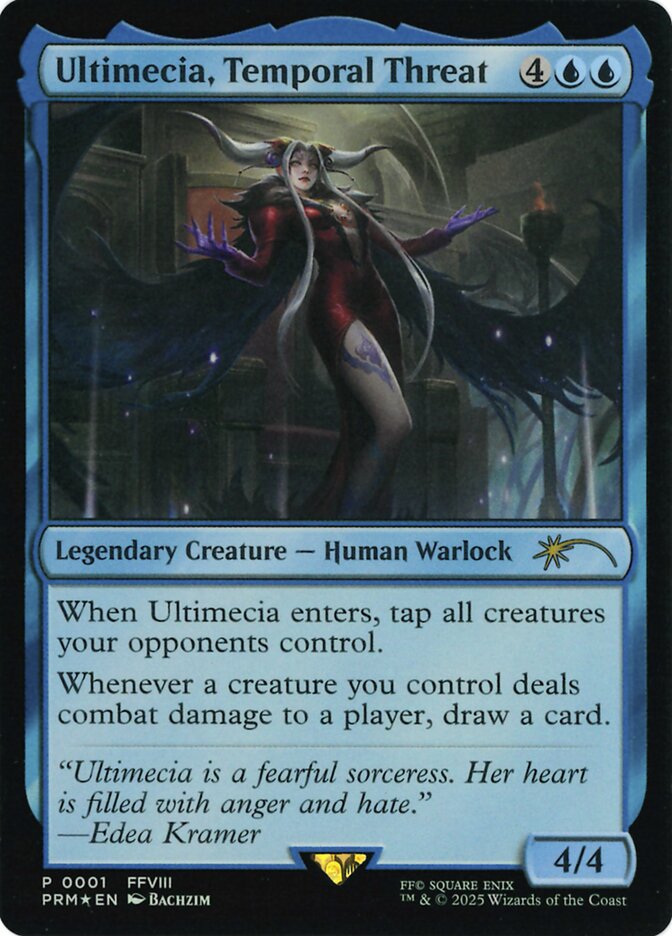 Ultimecia, Temporal Threat 4
Legendary Creature — Human Warlock
When Ultimecia enters, tap all creatures
your opponents control.
Whenever a creature you control deals
combat damage to a player, draw a card.
“Ultimecia is a fearful sorceress. Her heart
is filled with anger and hate.”
—Edea Kramer
4/4
P 0001 FFVIII
PRM★EN BACHZIM
FF© SQUARE ENIX
™ & © 2025 Wizards of the Coast